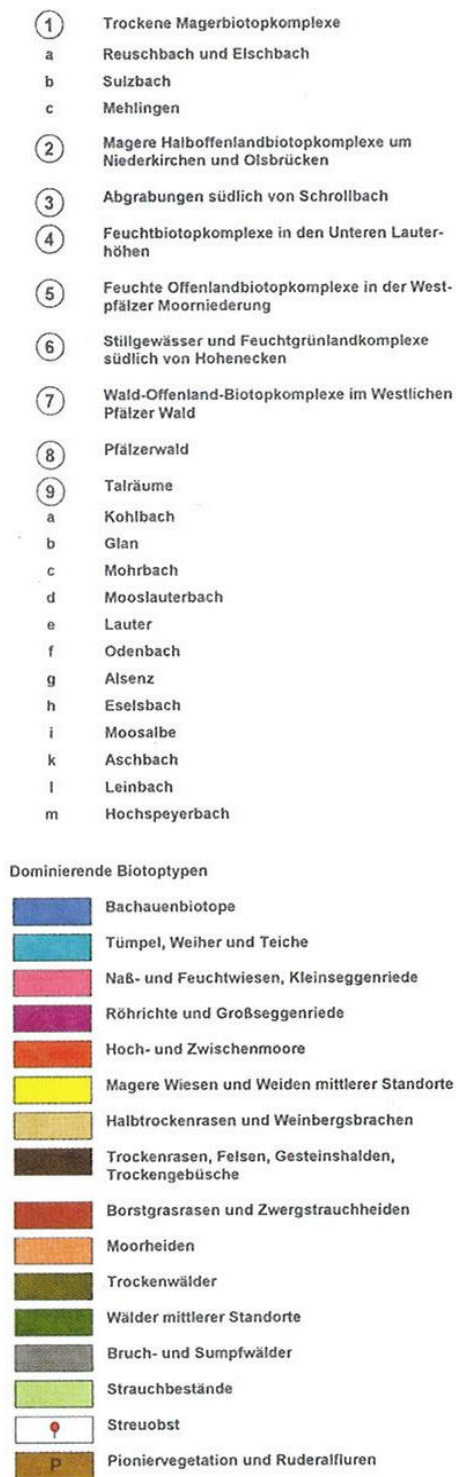 1 Trockene Magerbiotopkomplexe
a Reuschbach und Elschbach
b Sulzbach
c Mehlingen
2 Magere Halboffenlandbiotopkomplexe um
Niederkirchen und Olsbrücken
3 Abgrabungen südlich von Schrollbach
4 Feuchtbiotopkomplexe in den Unteren Lauter-
höhen
5 Feuchte Offenlandbiotopkomplexe in der West-
pfälzer Moorniederung
6 Stillgewässer und Feuchtgrünlandkomplexe
südlich von Hohenecken
7 Wald-Offenland-Biotopkomplexe im Westlichen
Pfälzer Wald
8 Pfälzerwald
9 Talräume
a Kohlbach
b Glan
c Mohrbach
d Mooslauterbach
e Lauter
f Odenbach
g Alsenz
h Eselsbach
i Moosalbe
k Aschbach
l Leinbach
m Hochspeyerbach
Dominierende Biotoptypen
Bachauenbiotope
Tümpel, Weiher und Teiche
Naß- und Feuchtwiesen, Kleinseggenriede
Röhrichte und Großseggenriede
Hoch- und Zwischenmoore
Magere Wiesen und Weiden mittlerer Standorte
Halbtrockenrasen und Weinbergsbrachen
Trockenrasen, Felsen, Gesteinshalden,
Trockengebüsche
Borstgrasrasen und Zwergstrauchheiden
Moorheiden
Trockenwälder
Wälder mittlerer Standorte
Bruch- und Sumpfwälder
Strauchbestände
Streuobst
P Pioniervegetation und Ruderalfluren